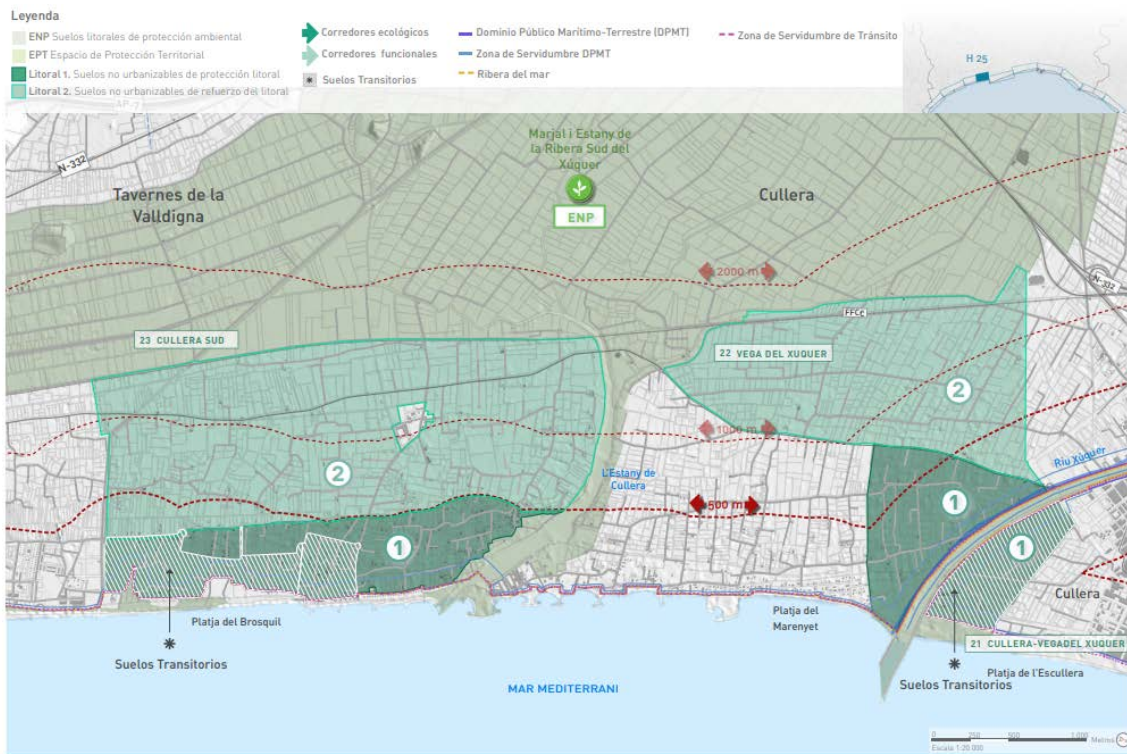 Leyenda
ENP Suelos litorales de protección ambiental
EPT Espacio de Protección Territorial
Litoral 1. Suelos no urbanizables de protección litoral
Litoral 2. Suelos no urbanizables de refuerzo del litoral
Corredores ecológicos
Corredores funcionales
Suelos Transitorios
Dominio Público Marítimo-Terrestre (DPMT)
Zona de Servidumbre DPMT
Ribera del mar
Zona de Servidumbre de Tránsito
H 25
AP-7
N-332
Marjal i Estany de
la Ribera Sud del
Xúquer
ENP
Tavernes de la
Valldigna
Cullera
2000 m
N-332
FFCC
23 CULLERA SUD
22 VEGA DEL XUQUER
2
2
1000 m
L'Estany de
Cullera
Riu Xúquer
500 m
1
1
1
Cullera
Platja del Brosquil
Platja del
Marenyet
21 CULLERA-VEGADEL XUQUER
Suelos Transitorios
Platja de l'Escullera
Suelos Transitorios
MAR MEDITERRANI
0 250 500 1.000 Metros
Escala 1:20.000